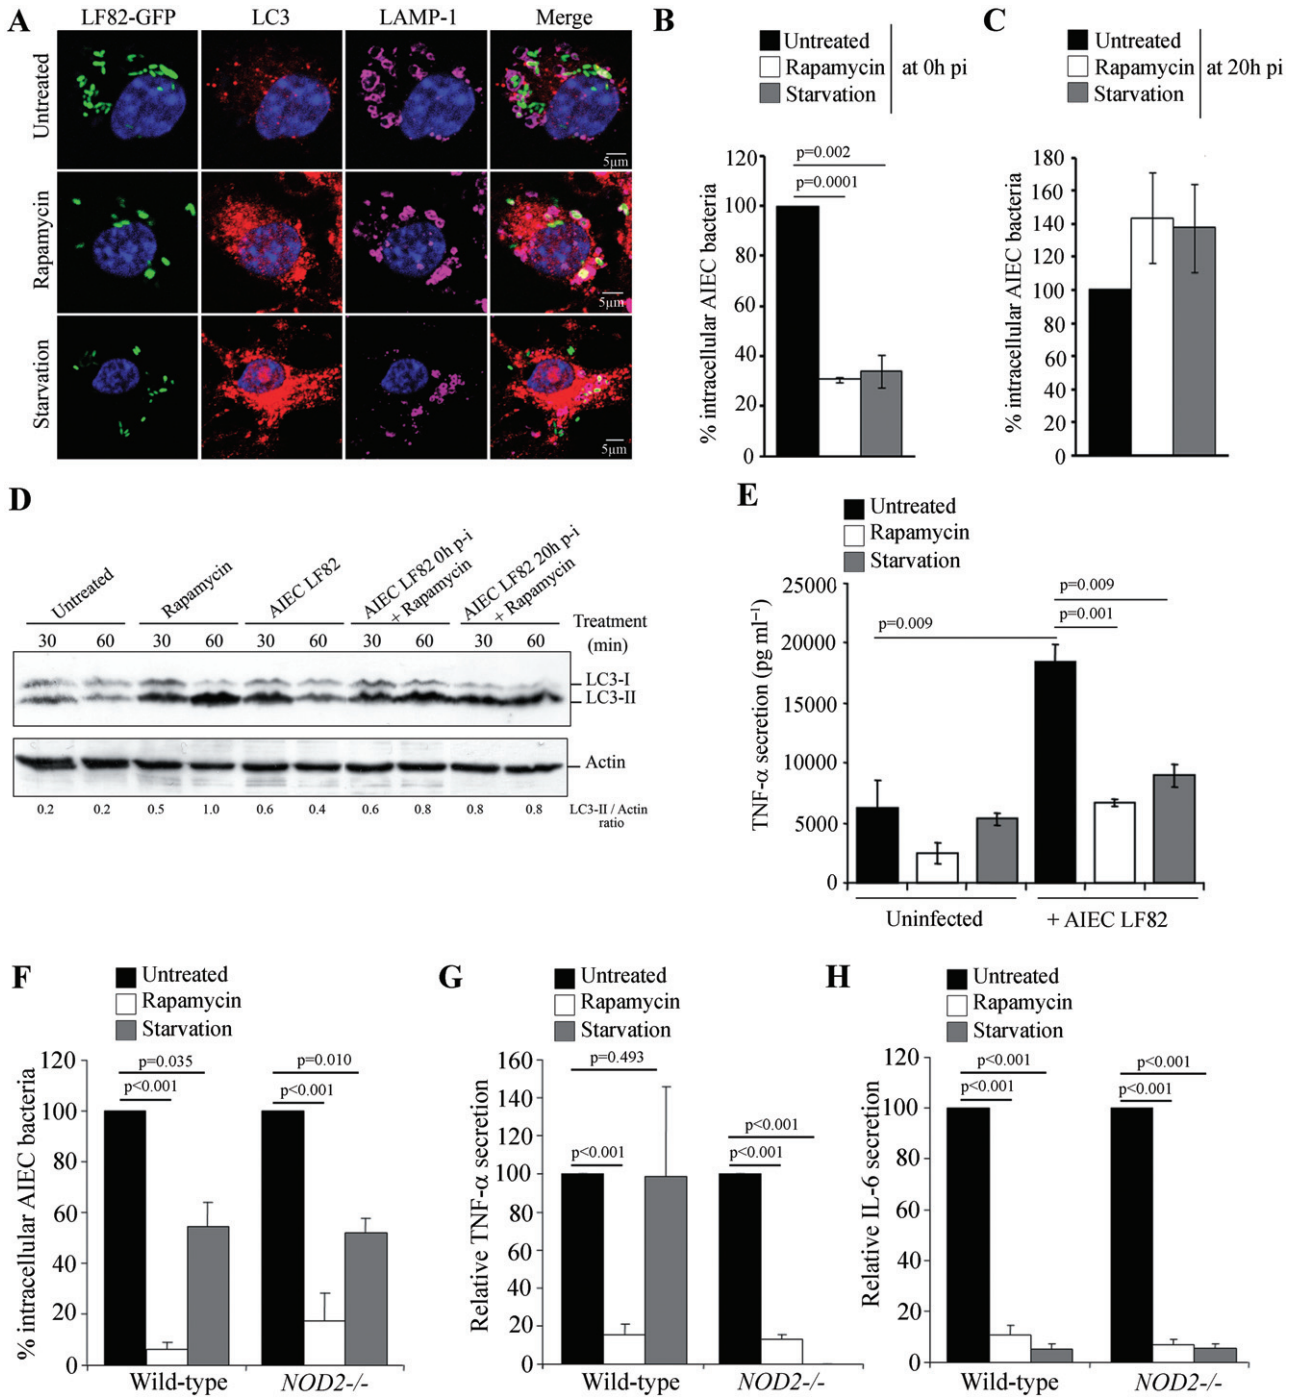 A
LF82-GFP LC3 LAMP-1 Merge
Untreated
5µm
Rapamycin
5µm
Starvation
5µm
B
Untreated
Rapamycin
Starvation
at 0h pi
% intracellular AIEC bacteria
120
100
80
60
40
20
0
p=0.002
p=0.0001
C
Untreated
Rapamycin
Starvation
at 20h pi
% intracellular AIEC bacteria
180
160
140
120
100
80
60
40
20
0
D
Untreated
Rapamycin
AIEC LF82
AIEC LF82 0h p-i
+ Rapamycin
AIEC LF82 20h p-i
+ Rapamycin
Treatment
(min)
30 60 30 60 30 60 30 60 30 60
LC3-I
LC3-II
Actin
0.2 0.2 0.5 1.0 0.6 0.4 0.6 0.8 0.8 0.8
LC3-II / Actin
ratio
E
Untreated
Rapamycin
Starvation
TNF-α secretion (pg ml⁻¹)
25000
20000
15000
10000
5000
0
p=0.009
p=0.009
p=0.001
Uninfected
+ AIEC LF82
F
Untreated
Rapamycin
Starvation
% intracellular AIEC bacteria
120
100
80
60
40
20
0
p=0.035
p<0.001
p=0.010
p<0.001
Wild-type
NOD2-/-
G
Untreated
Rapamycin
Starvation
Relative TNF-α secretion
160
140
120
100
80
60
40
20
0
p=0.493
p<0.001
p<0.001
p<0.001
Wild-type
NOD2-/-
H
Untreated
Rapamycin
Starvation
Relative IL-6 secretion
120
100
80
60
40
20
0
p<0.001
p<0.001
p<0.001
p<0.001
Wild-type
NOD2-/-